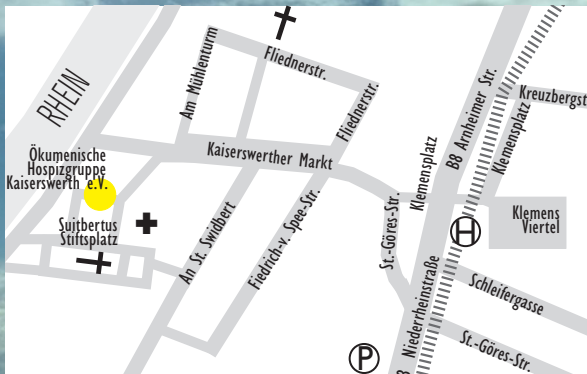 RHEIN
Am Mühlenturm
Fliednerstr.
Fliednerstr.
Kaiserswerther Markt
Ökumenische
Hospizgruppe
Kaiserswerth e.V.
Suitbertus
Stiftsplatz
An St. Swidbert
Fiedrich-v. Spee-Str.
St.-Göres-Str.
Klemensplatz
B8 Arnheimer Str.
Klemensplatz
Kreuzbergst
Klemens
Viertel
H
Schleifergasse
St.-Göres-Str.
Niederrheinstraße
P